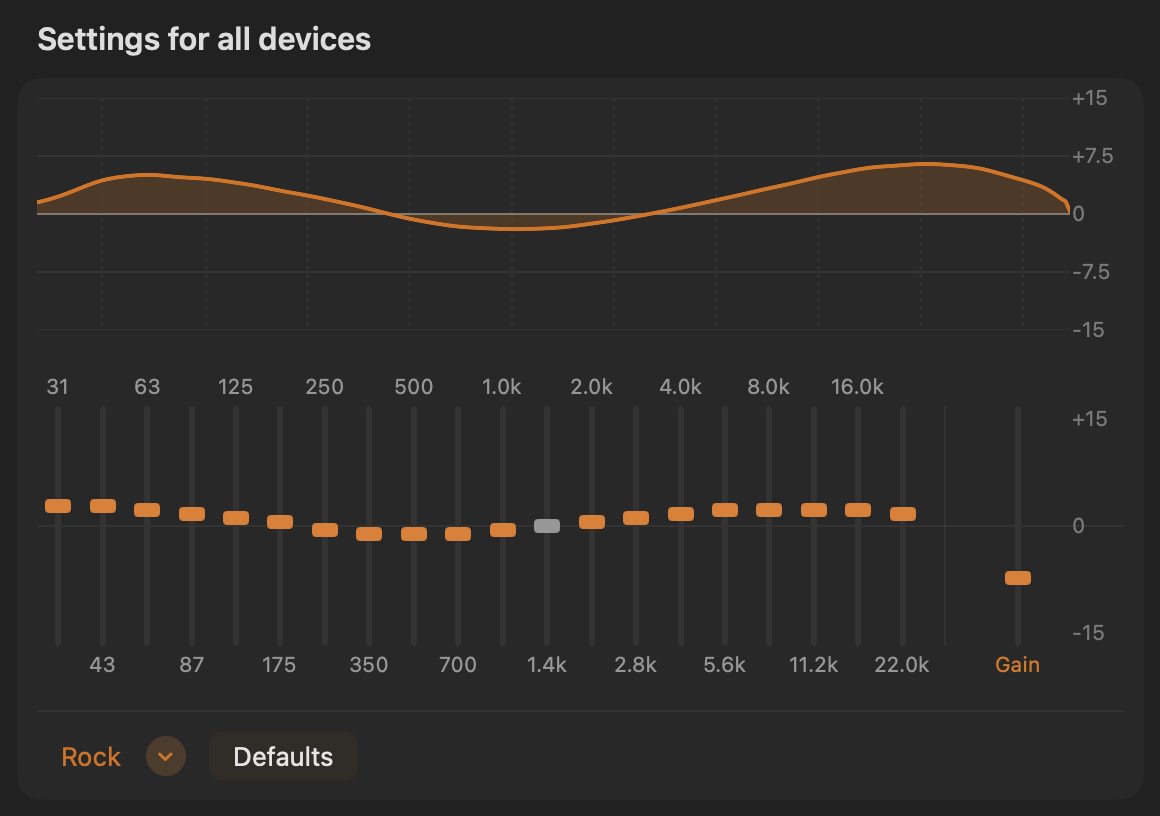 Settings for all devices
+15
+7.5
0
-7.5
-15
31 63 125 250 500 1.0k 2.0k 4.0k 8.0k 16.0k
+15
0
-15
43 87 175 350 700 1.4k 2.8k 5.6k 11.2k 22.0k Gain
Rock Defaults